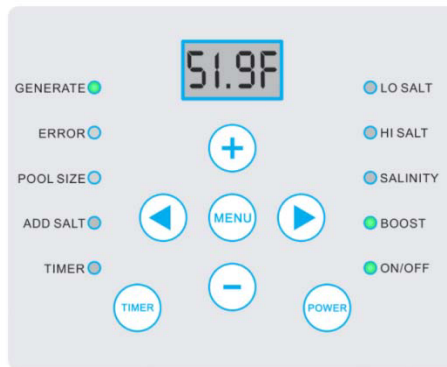 51.9F
GENERATE
LO SALT
ERROR
HI SALT
+
POOL SIZE
SALINITY
MENU
ADD SALT
BOOST
TIMER
ON/OFF
−
TIMER
POWER